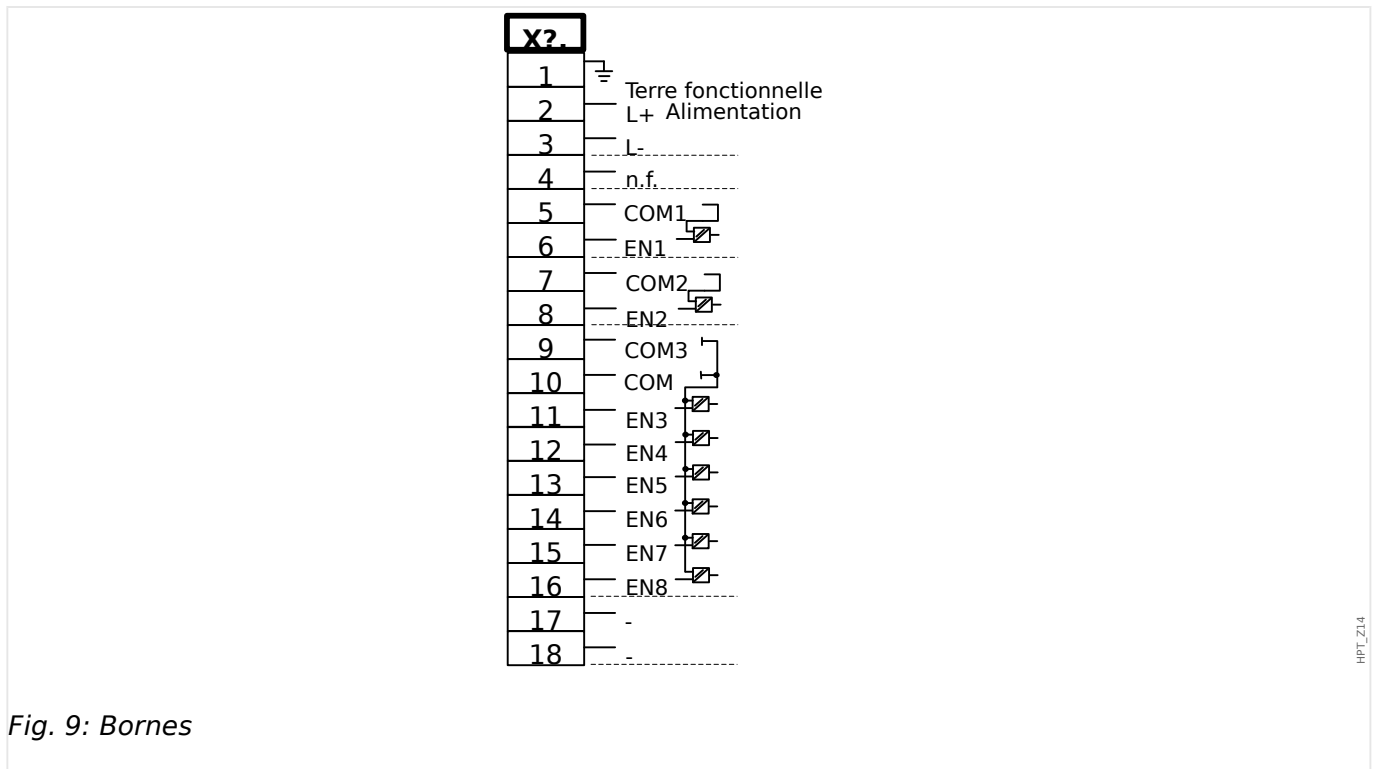 X?.
1
Terre fonctionnelle
2 L+ Alimentation
3 L-
4 n.f.
5 COM1
6 EN1
7 COM2
8 EN2
9 COM3
10 COM
11 EN3
12 EN4
13 EN5
14 EN6
15 EN7
16 EN8
17 -
18 -
HPT_Z14
Fig. 9: Bornes